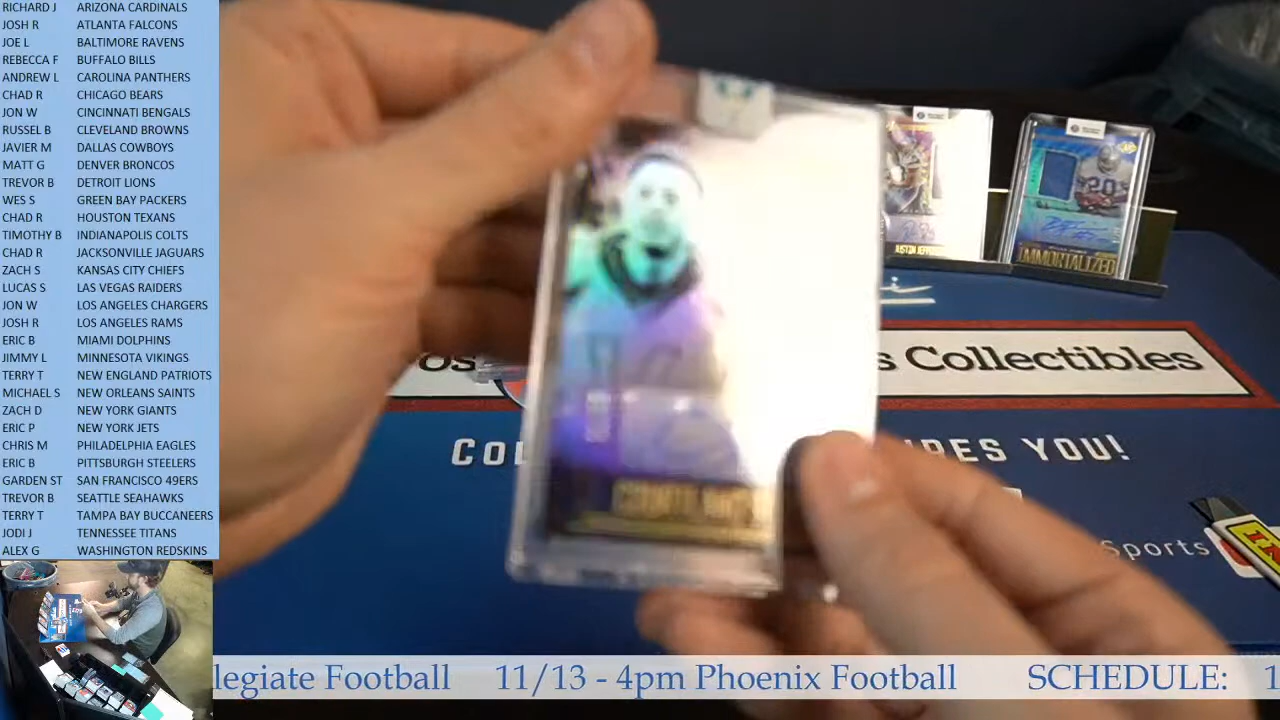 RICHARD J ARIZONA CARDINALS
JOSH R ATLANTA FALCONS
JOE L BALTIMORE RAVENS
REBECCA F BUFFALO BILLS
ANDREW L CAROLINA PANTHERS
CHAD R CHICAGO BEARS
JON W CINCINNATI BENGALS
RUSSEL B CLEVELAND BROWNS
JAVIER M DALLAS COWBOYS
MATT G DENVER BRONCOS
TREVOR B DETROIT LIONS
WES S GREEN BAY PACKERS
CHAD R HOUSTON TEXANS
TIMOTHY B INDIANAPOLIS COLTS
CHAD R JACKSONVILLE JAGUARS
ZACH S KANSAS CITY CHIEFS
LUCAS S LAS VEGAS RAIDERS
JON W LOS ANGELES CHARGERS
JOSH R LOS ANGELES RAMS
ERIC B MIAMI DOLPHINS
JIMMY L MINNESOTA VIKINGS
TERRY T NEW ENGLAND PATRIOTS
MICHAEL S NEW ORLEANS SAINTS
ZACH D NEW YORK GIANTS
ERIC P NEW YORK JETS
CHRIS M PHILADELPHIA EAGLES
ERIC B PITTSBURGH STEELERS
GARDEN ST SAN FRANCISCO 49ERS
TREVOR B SEATTLE SEAHAWKS
TERRY T TAMPA BAY BUCCANEERS
JODI J TENNESSEE TITANS
ALEX G WASHINGTON REDSKINS
20
IMMORTALIZED
os s Collectibles
COL RES YOU!
Sports
legiate Football 11/13 - 4pm Phoenix Football SCHEDULE: 1